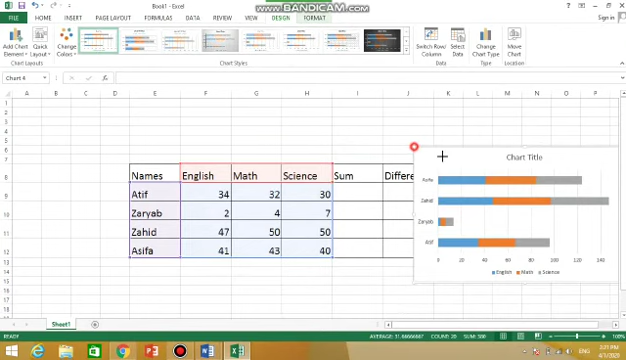 Book1 - Excel
WWW.BANDICAM.COM
Sign in
FILE HOME INSERT PAGE LAYOUT FORMULAS DATA REVIEW VIEW DESIGN FORMAT
Add Chart Element
Quick Layout
Change Colors
Switch Row/ Column
Select Data
Change Chart Type
Move Chart
Chart Layouts Chart Styles Data Type Location
Chart 4
A B C D E F G H I J K L M N O P
Names English Math Science Sum
Atif 34 32 30
Zaryab 2 4 7
Zahid 47 50 50
Asifa 41 43 40
Chart Title
Asifa
Zahid
Zaryab
Atif
0 20 40 60 80 100 120 140
English Math Science
Sheet1
READY
100%
ENG